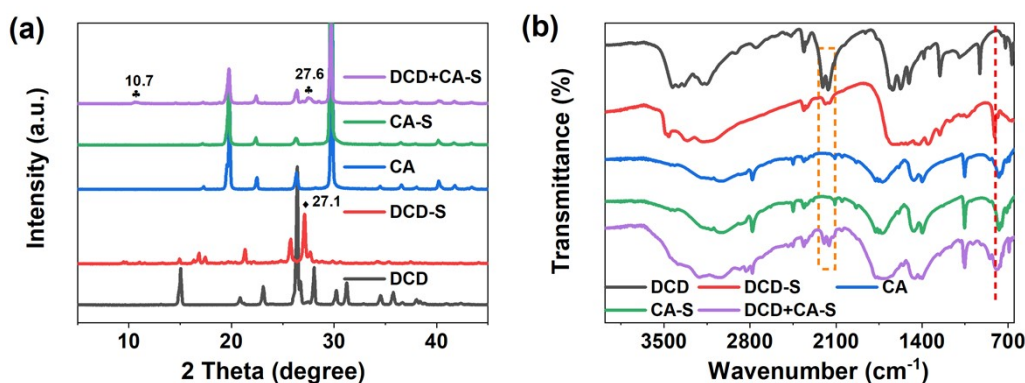 (a)
Intensity (a.u.)
♣ 10.7
27.6 ♣
DCD+CA-S
CA-S
CA
DCD-S
♦ 27.1
DCD
10 20 30 40
2 Theta (degree)
(b)
Transmittance (%)
DCD DCD-S CA
CA-S DCD+CA-S
3500 2800 2100 1400 700
Wavenumber (cm⁻¹)